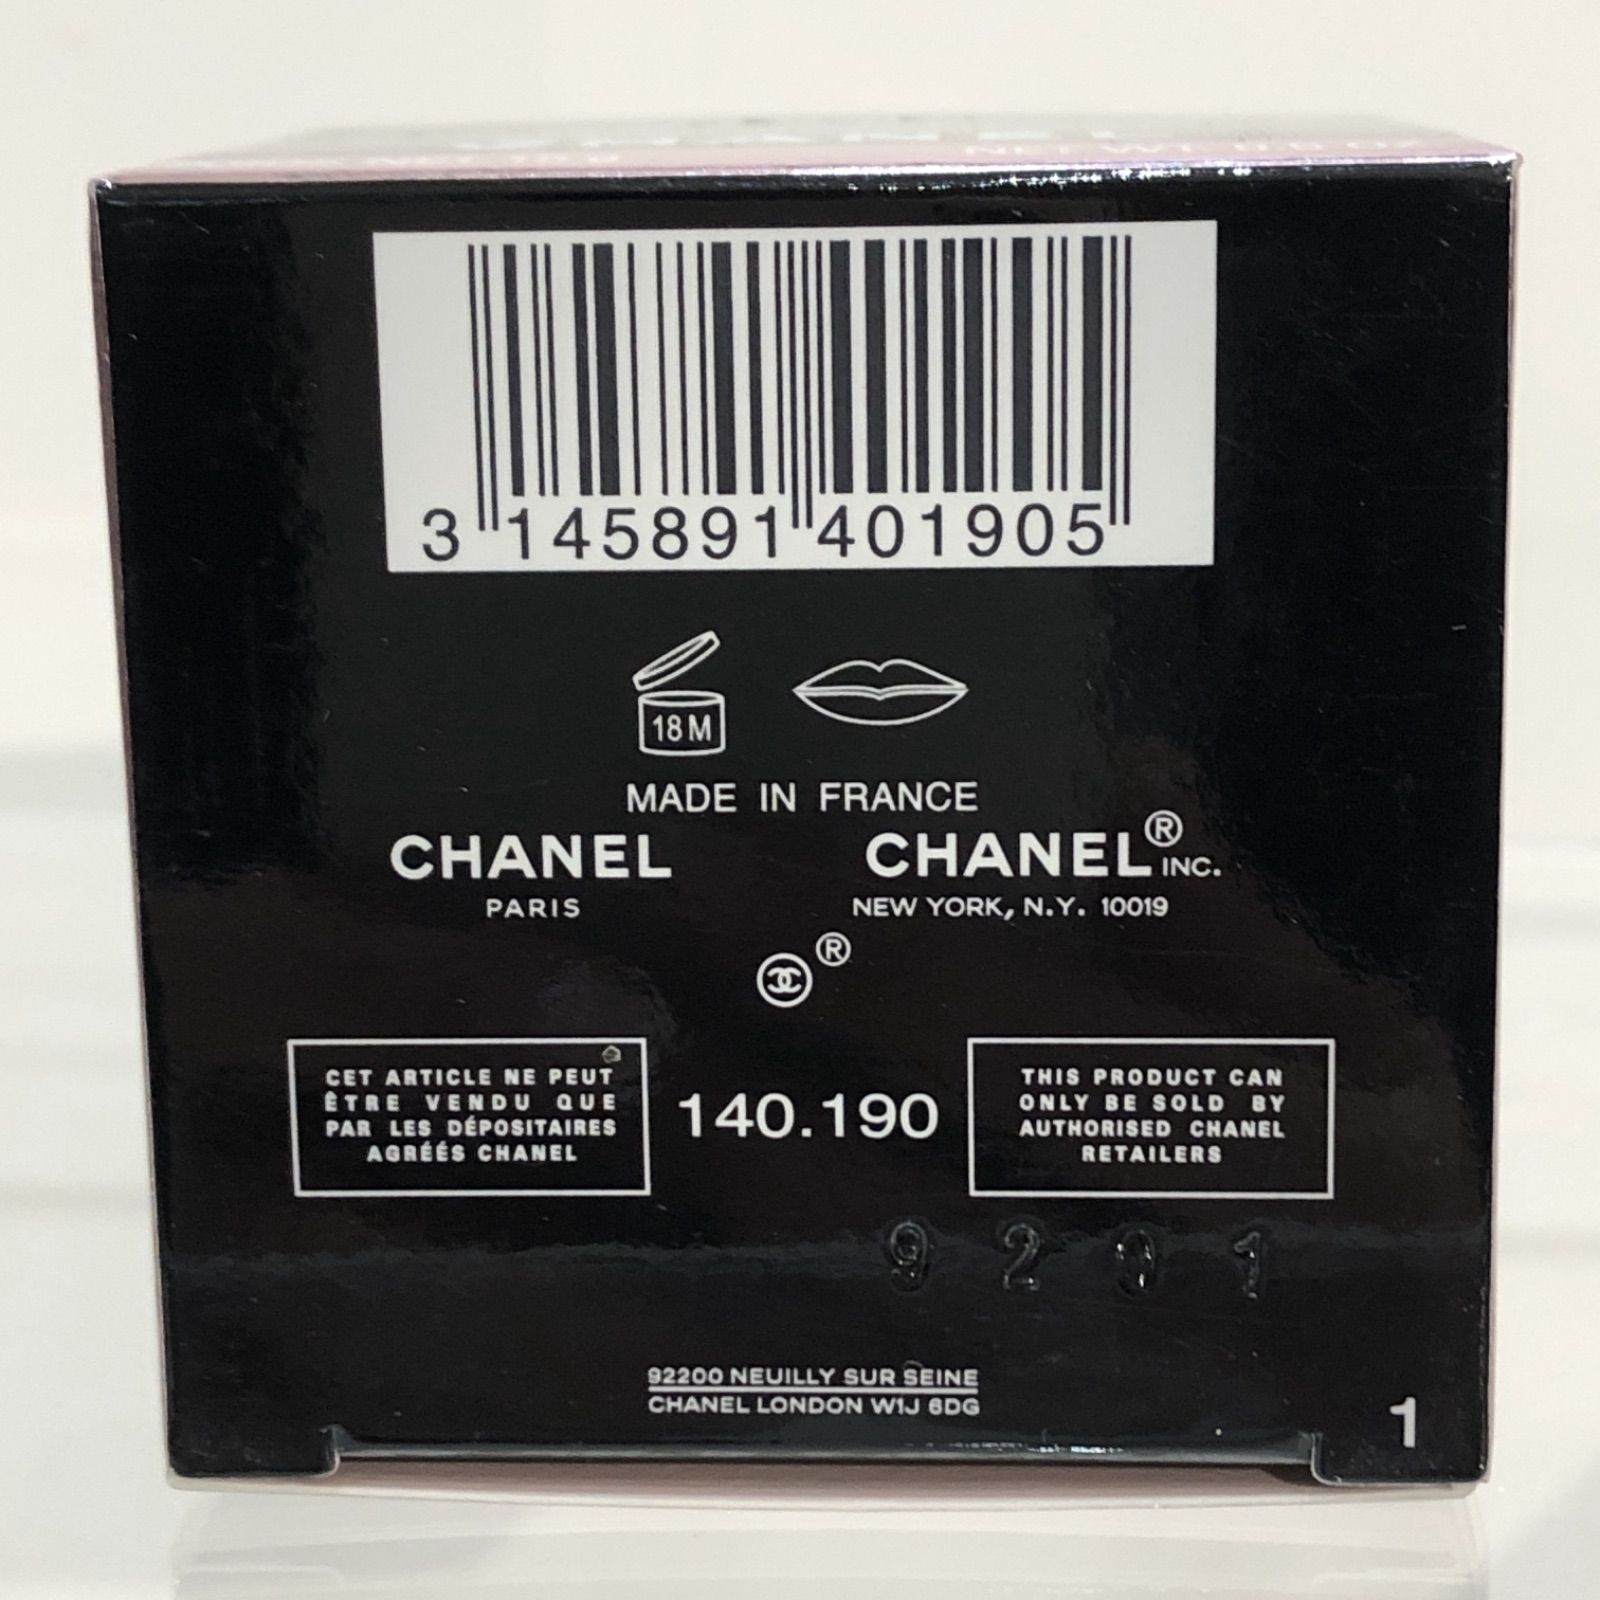 3 145891 401905
18M
MADE IN FRANCE
CHANEL
PARIS
CHANEL® INC.
NEW YORK, N.Y. 10019
®
CET ARTICLE NE PEUT
ÊTRE VENDU QUE
PAR LES DÉPOSITAIRES
AGRÉÉS CHANEL
140.190
THIS PRODUCT CAN
ONLY BE SOLD BY
AUTHORISED CHANEL
RETAILERS
9201
92200 NEUILLY SUR SEINE
CHANEL LONDON W1J 6DG
1